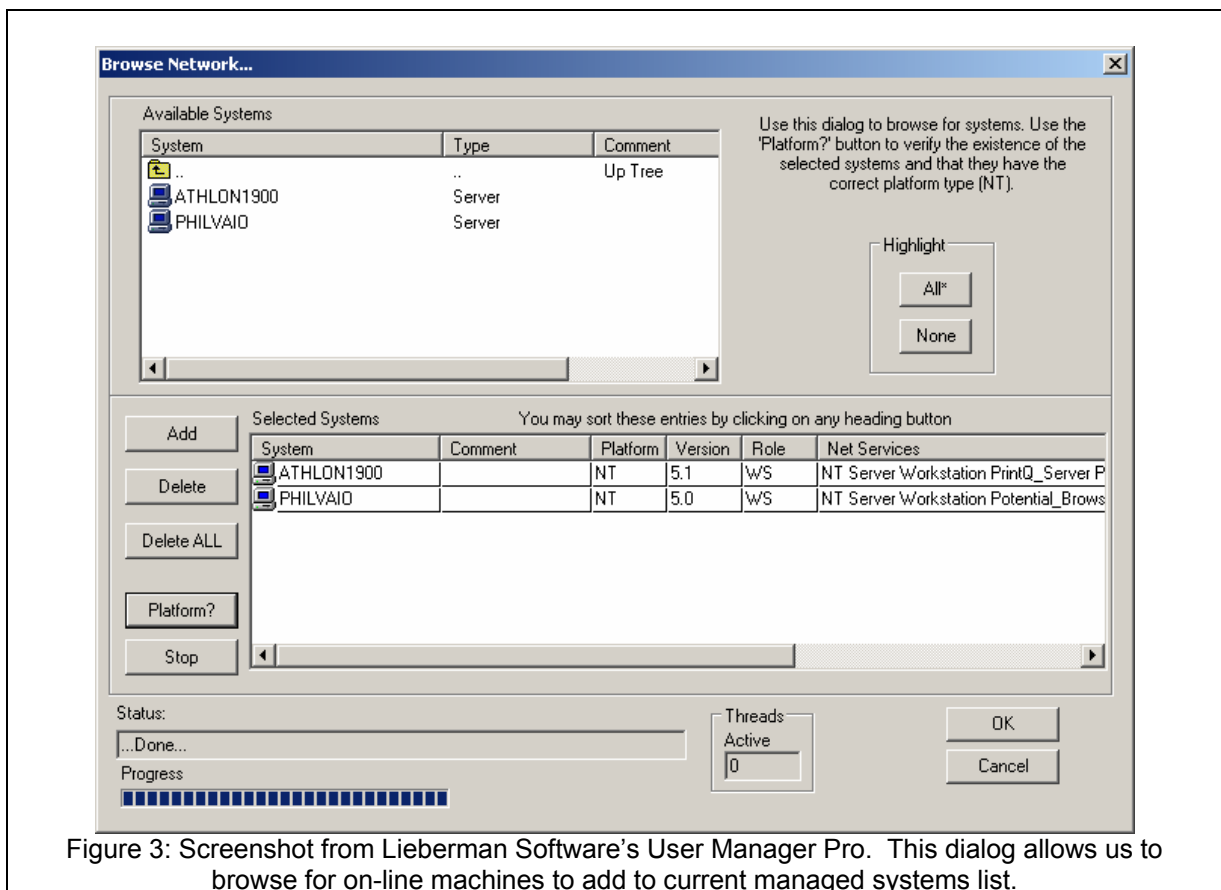 Browse Network...
Available Systems
System Type Comment
.. .. Up Tree
ATHLON1900 Server
PHILVAIO Server
Use this dialog to browse for systems. Use the
'Platform?' button to verify the existence of the
selected systems and that they have the
correct platform type (NT).
Highlight
All*
None
Add
Delete
Delete ALL
Platform?
Stop
Selected Systems You may sort these entries by clicking on any heading button
System Comment Platform Version Role Net Services
ATHLON1900 NT 5.1 WS NT Server Workstation PrintQ_Server P
PHILVAIO NT 5.0 WS NT Server Workstation Potential_Brows
Status:
...Done...
Progress
Threads
Active
0
OK
Cancel
Figure 3: Screenshot from Lieberman Software’s User Manager Pro. This dialog allows us to
browse for on-line machines to add to current managed systems list.